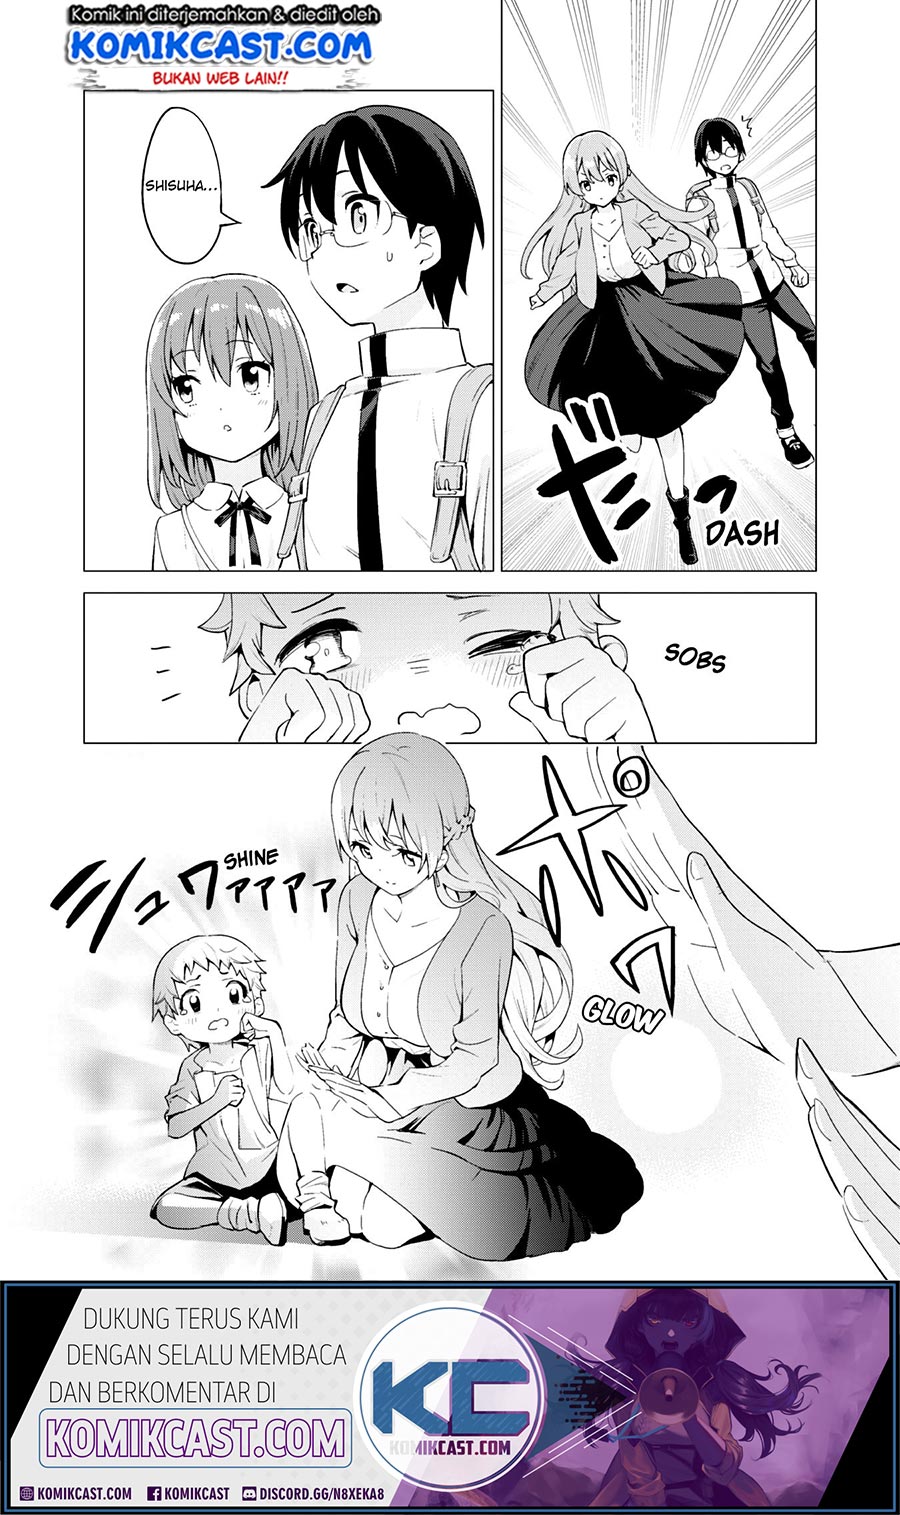 Komik ini diterjemahkan & diedit oleh
KOMIKCAST.COM
BUKAN WEB LAIN!!
ダッ
DASH
SHISUHA...
SOBS
ポワ
GLOW
SHINE
シュワァァァァ
DUKUNG TERUS KAMI
DENGAN SELALU MEMBACA
DAN BERKOMENTAR DI
KOMIKCAST.COM
KC
KOMIKCAST.COM
KOMIKCAST.COM KOMIKCAST DISCORD.GG/N8XEKA8